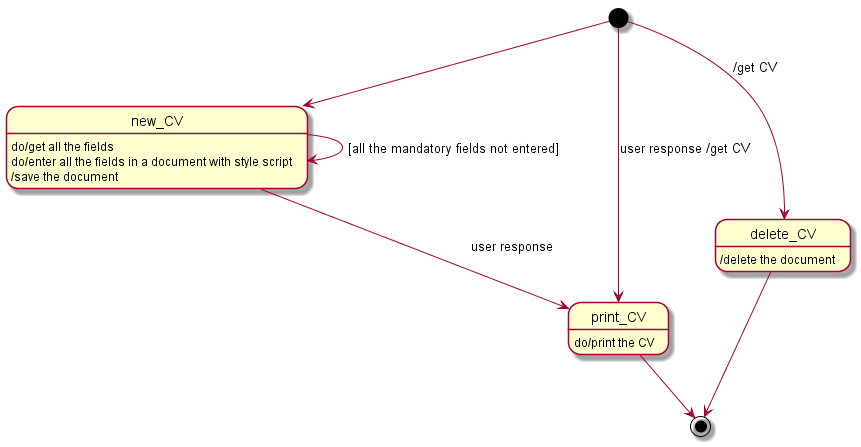 /get CV
new_CV
do/get all the fields
do/enter all the fields in a document with style script
/save the document
[all the mandatory fields not entered]
user response /get CV
delete_CV
/delete the document
user response
print_CV
do/print the CV